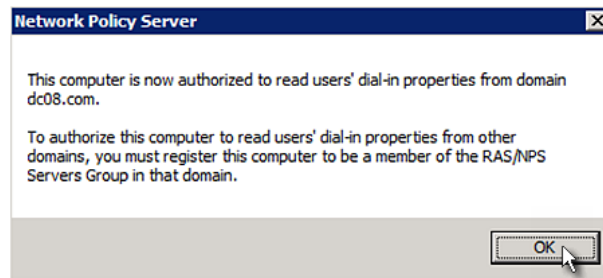 Network Policy Server
This computer is now authorized to read users' dial-in properties from domain
dc08.com.
To authorize this computer to read users' dial-in properties from other
domains, you must register this computer to be a member of the RAS/NPS
Servers Group in that domain.
OK